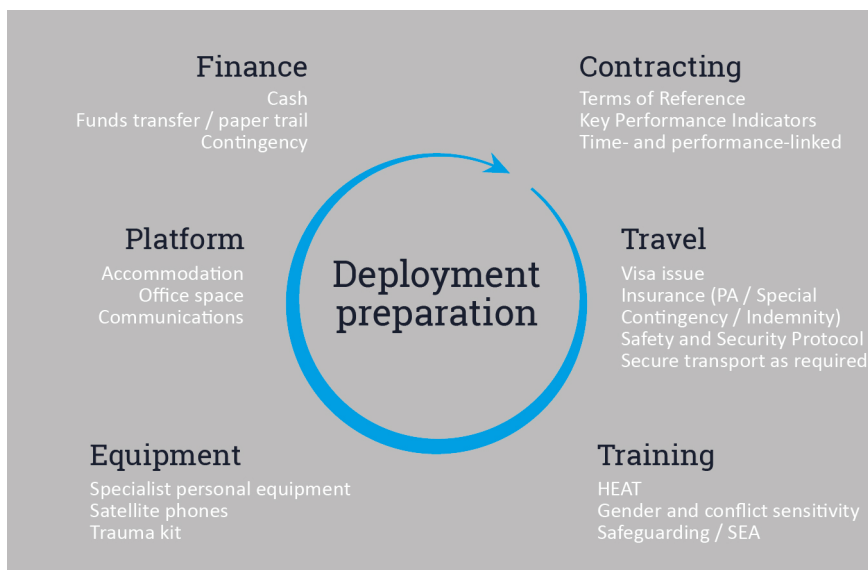 Finance
Cash
Funds transfer / paper trail
Contingency
Contracting
Terms of Reference
Key Performance Indicators
Time- and performance-linked
Platform
Accommodation
Office space
Communications
Deployment
preparation
Travel
Visa issue
Insurance (PA / Special
Contingency / Indemnity)
Safety and Security Protocol
Secure transport as required
Equipment
Specialist personal equipment
Satellite phones
Trauma kit
Training
HEAT
Gender and conflict sensitivity
Safeguarding / SEA